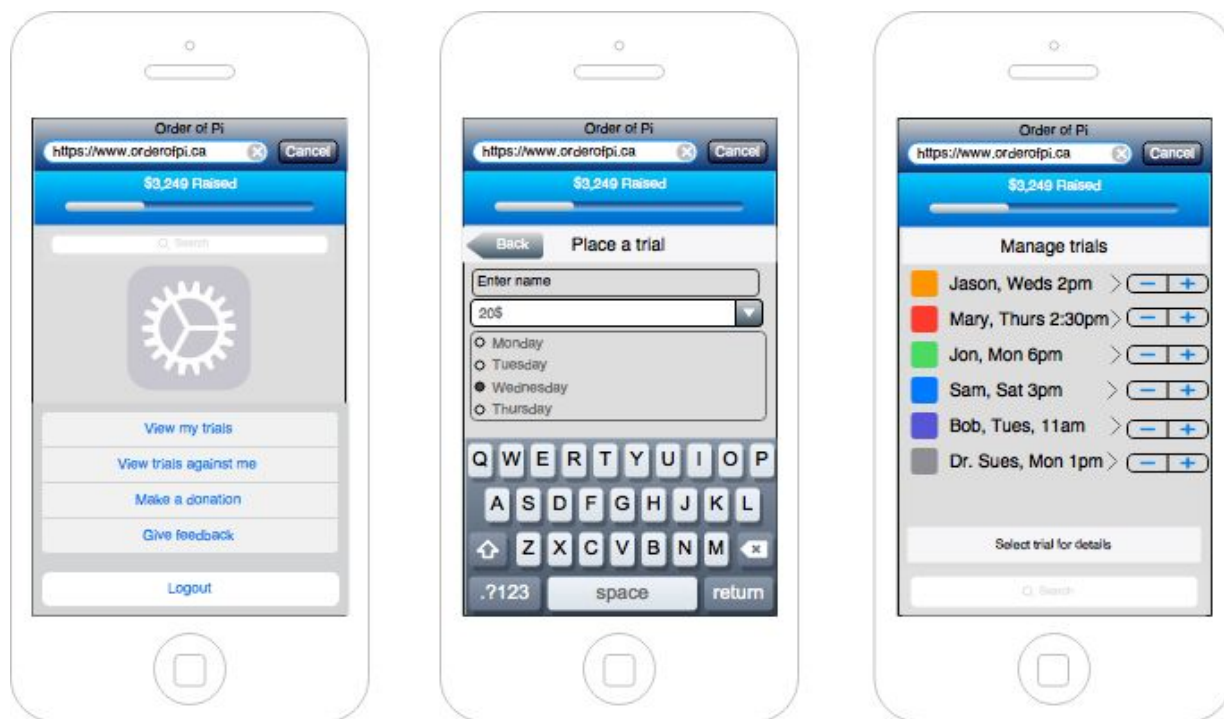 Order of Pi
https://www.orderofpi.ca
Cancel
$3,249 Raised
Search
View my trials
View trials against me
Make a donation
Give feedback
Logout
Order of Pi
https://www.orderofpi.ca
Cancel
$3,249 Raised
Back Place a trial
Enter name
20$
Monday
Tuesday
Wednesday
Thursday
Q W E R T Y U I O P
A S D F G H J K L
Z X C V B N M
.?123 space return
Order of Pi
https://www.orderofpi.ca
Cancel
$3,249 Raised
Manage trials
Jason, Weds 2pm
Mary, Thurs 2:30pm
Jon, Mon 6pm
Sam, Sat 3pm
Bob, Tues, 11am
Dr. Sues, Mon 1pm
Select trial for details
Search